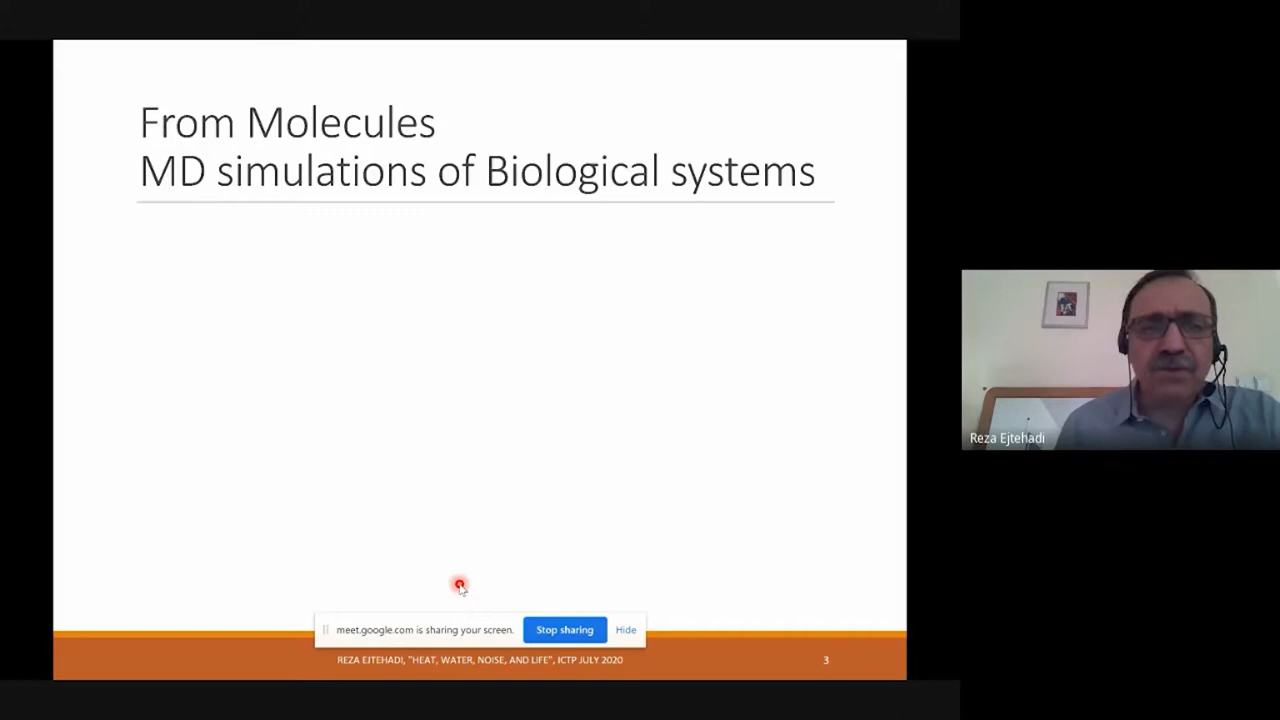 From Molecules
MD simulations of Biological systems
Reza Ejtehadi
meet.google.com is sharing your screen. Stop sharing Hide
REZA EJTEHADI, "HEAT, WATER, NOISE, AND LIFE", ICTP JULY 2020 3